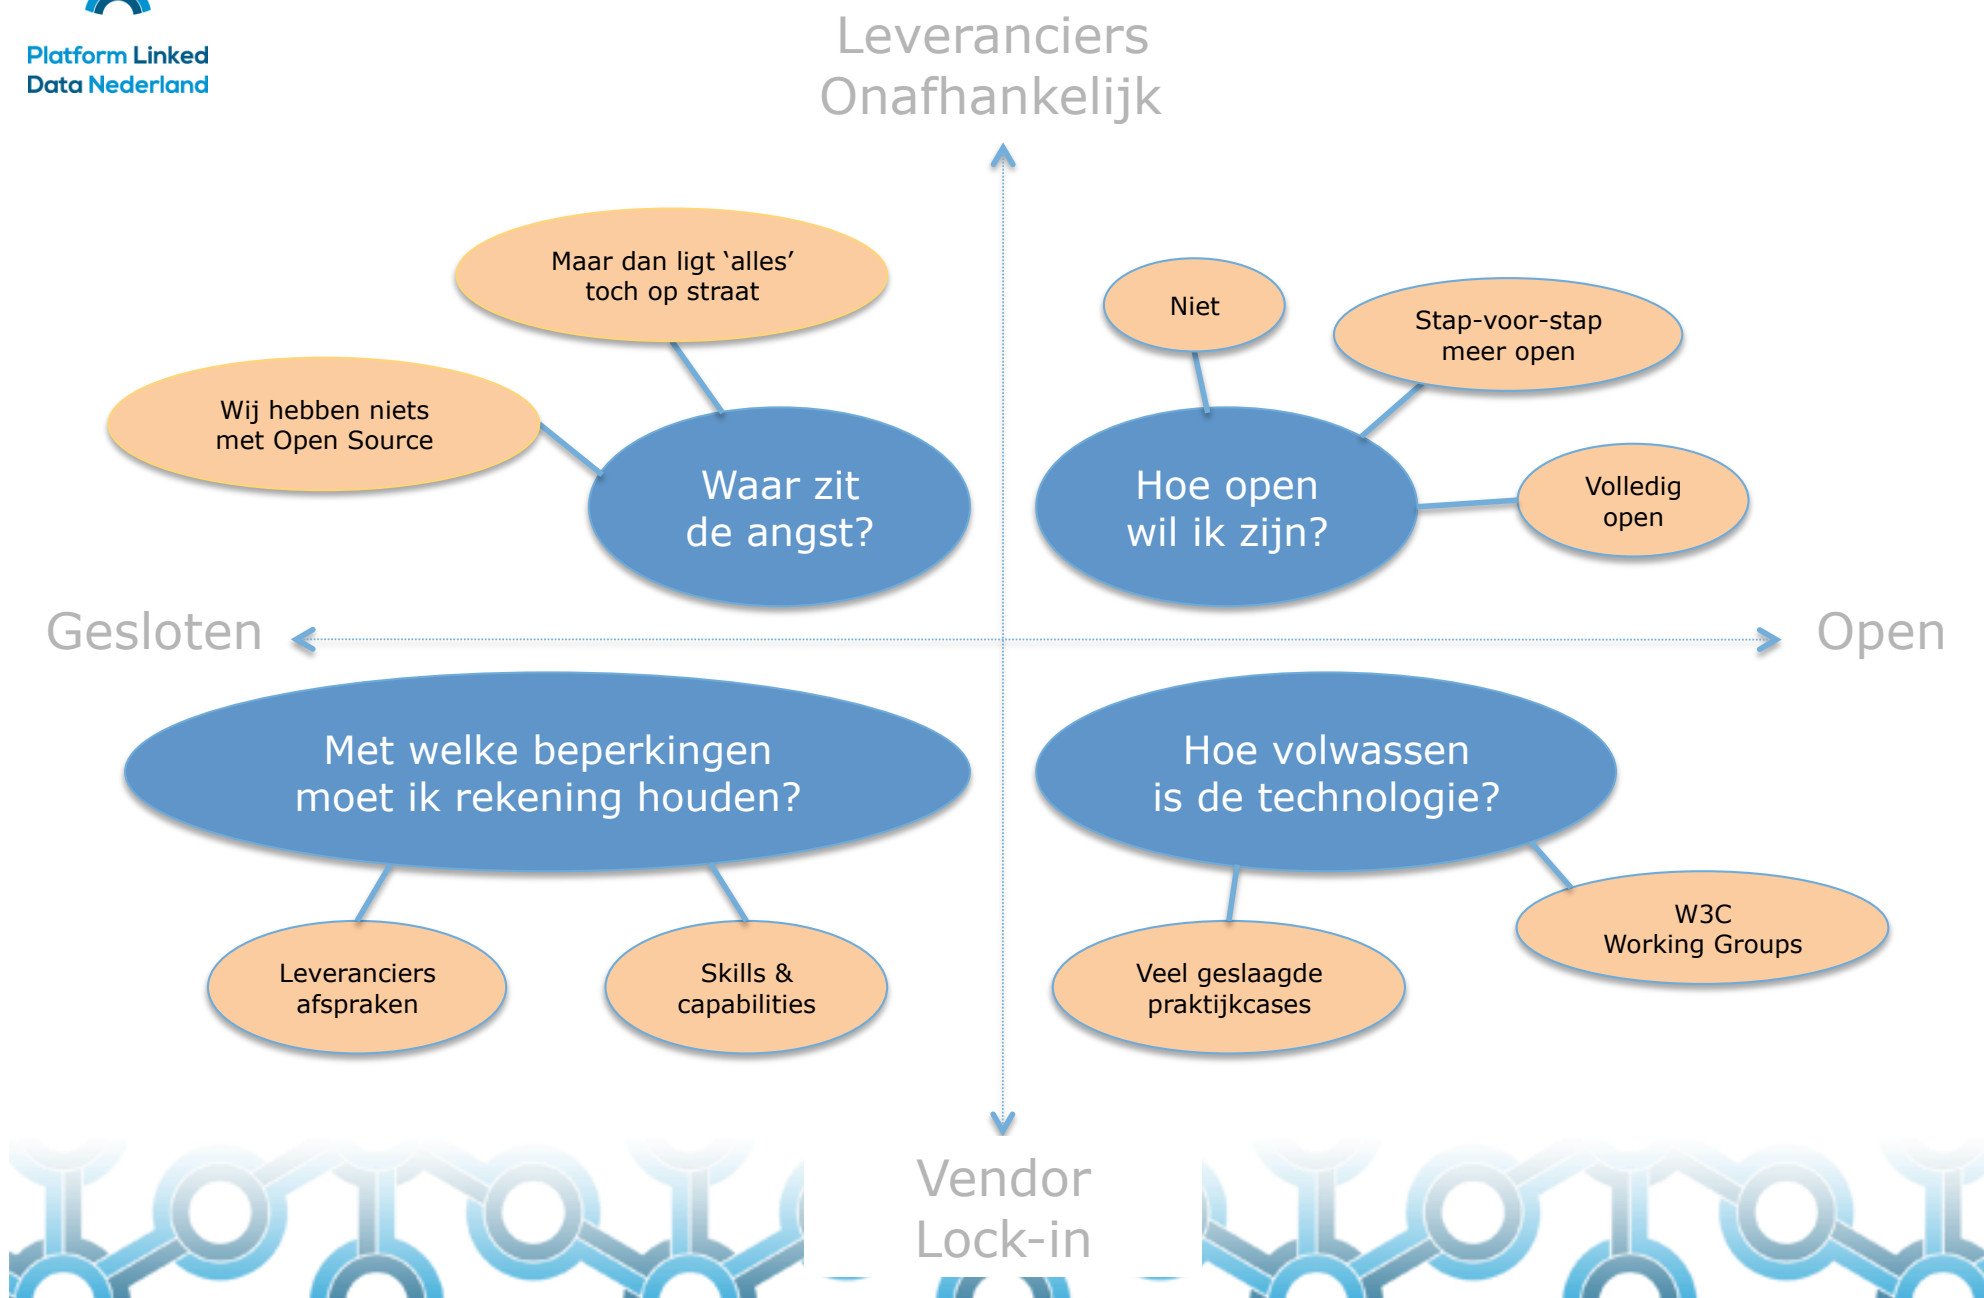 Platform Linked
Data Nederland
Leveranciers
Onafhankelijk
Maar dan ligt ‘alles’
toch op straat
Wij hebben niets
met Open Source
Waar zit
de angst?
Niet
Stap-voor-stap
meer open
Volledig
open
Hoe open
wil ik zijn?
Gesloten
Open
Met welke beperkingen
moet ik rekening houden?
Leveranciers
afspraken
Skills &
capabilities
Hoe volwassen
is de technologie?
Veel geslaagde
praktijkcases
W3C
Working Groups
Vendor
Lock-in